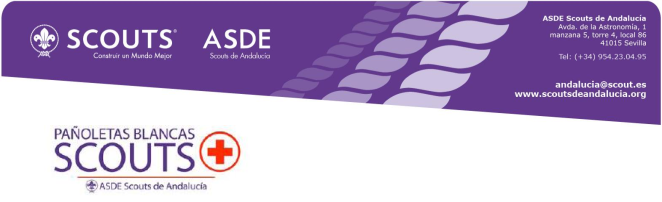 SCOUTS®
Construir un Mundo Mejor
ASDE
Scouts de Andalucía
ASDE Scouts de Andalucía
Avda. de la Astronomía, 1
manzana 5, torre 4, local 86
41015 Sevilla
Tel: (+34) 954.23.04.95
andalucia@scout.es
www.scoutsdeandalucia.org
PAÑOLETAS BLANCAS
SCOUTS
ASDE Scouts de Andalucía